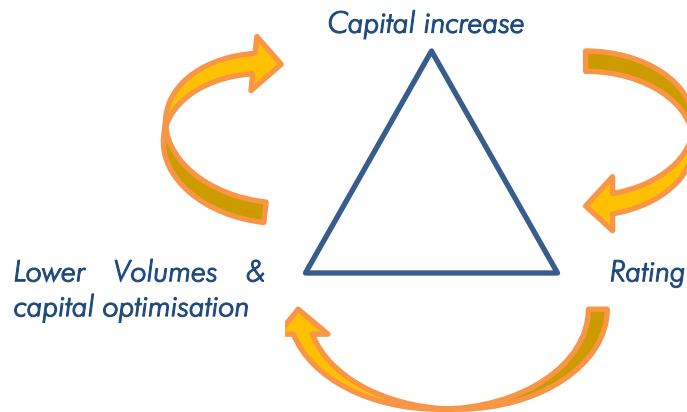 Capital increase
Lower Volumes &
capital optimisation
Rating